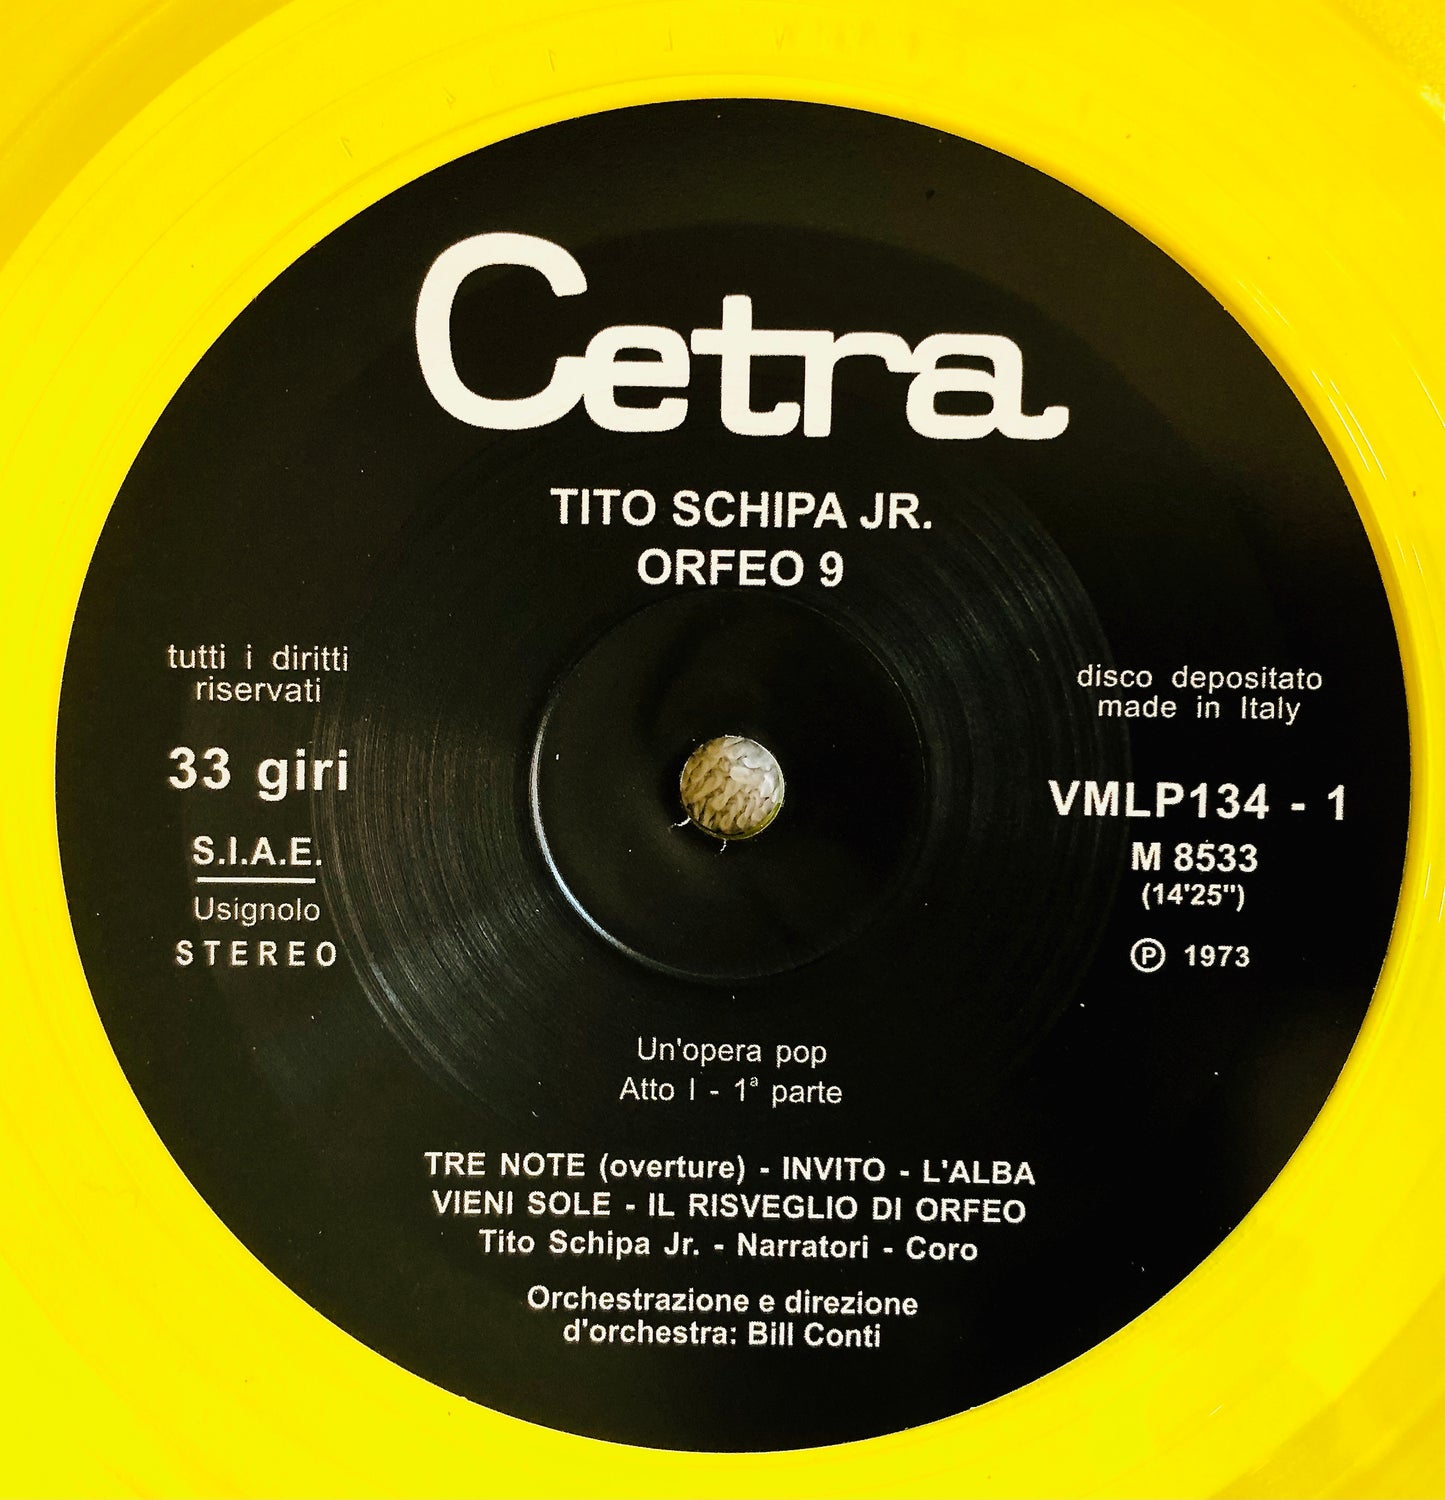 Cetra
TITO SCHIPA JR.
ORFEO 9
tutti i diritti
riservati
33 giri
S.I.A.E.
Usignolo
STEREO
disco depositato
made in Italy
VMLP134 - 1
M 8533
(14'25")
Ⓟ 1973
Un'opera pop
Atto I - 1ª parte
TRE NOTE (overture) - INVITO - L'ALBA
VIENI SOLE - IL RISVEGLIO DI ORFEO
Tito Schipa Jr. - Narratori - Coro
Orchestrazione e direzione
d'orchestra: Bill Conti